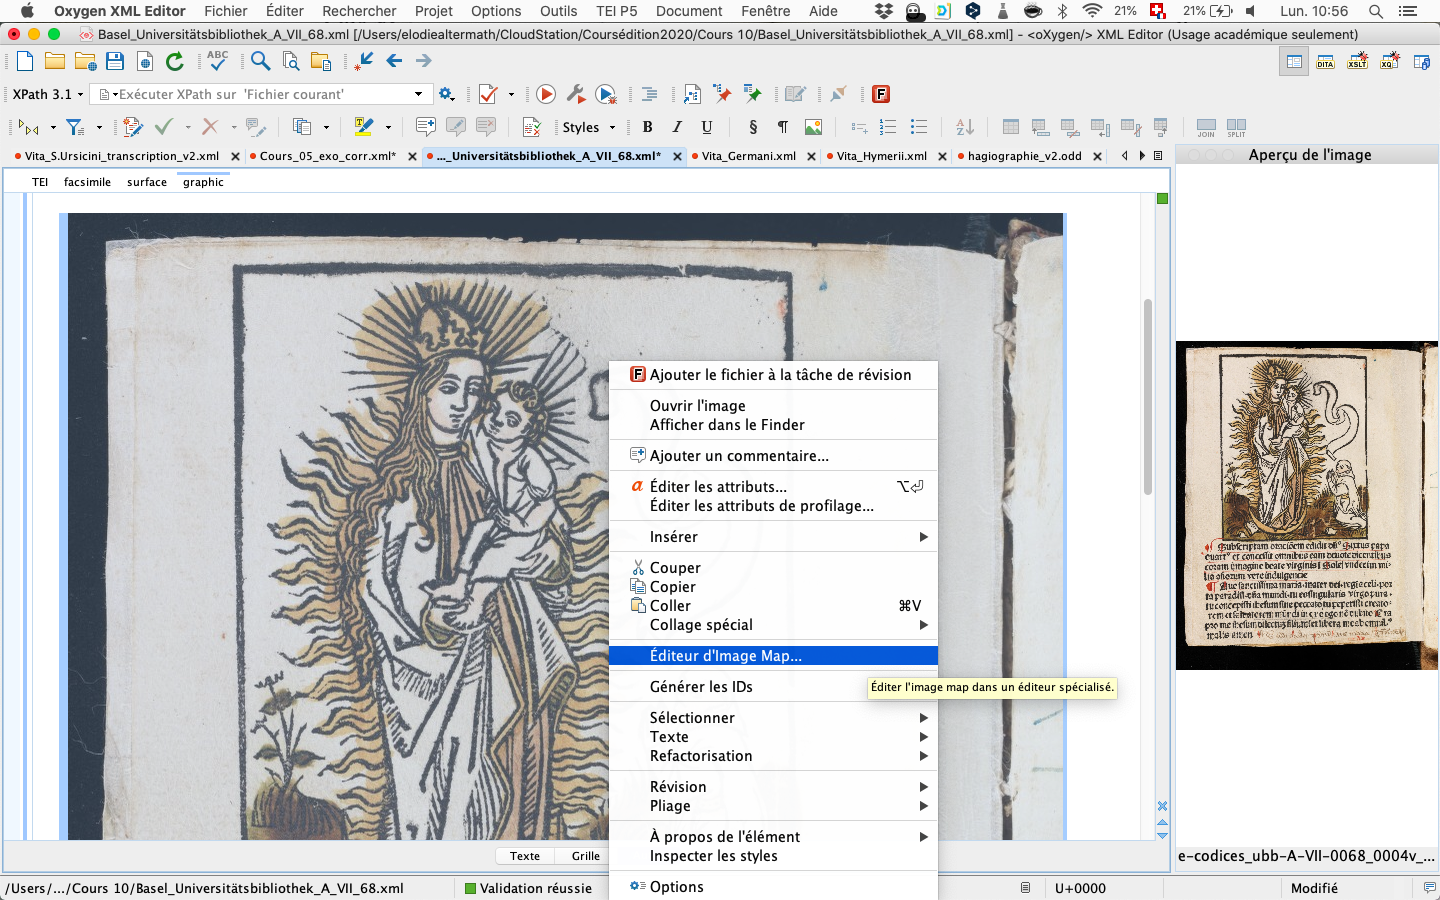 Oxygen XML Editor Fichier Éditer Rechercher Projet Options Outils TEI P5 Document Fenêtre Aide 21% 21% Lun. 10:56
Basel_Universitätsbibliothek_A_VII_68.xml [/Users/elodiealtermath/CloudStation/Coursédition2020/Cours 10/Basel_Universitätsbibliothek_A_VII_68.xml] - <oXygen/> XML Editor (Usage académique seulement)
ABC
DITA XSLT XQ
XPath 3.1 Exécuter XPath sur 'Fichier courant'
Styles B I U § ¶ JOIN SPLIT
Vita_S.Ursicini_transcription_v2.xml Cours_05_exo_corr.xml* ..._Universitätsbibliothek_A_VII_68.xml* Vita_Germani.xml Vita_Hymerii.xml hagiographie_v2.odd Aperçu de l'image
TEI facsimile surface graphic
Ajouter le fichier à la tâche de révision
Ouvrir l'image
Afficher dans le Finder
Ajouter un commentaire...
Éditer les attributs... ⌥⏎
Éditer les attributs de profilage...
Insérer
Couper
Copier
Coller ⌘V
Collage spécial
Éditeur d'Image Map...
Générer les IDs
Éditer l'image map dans un éditeur spécialisé.
Sélectionner
Texte
Refactorisation
Révision
Pliage
À propos de l'élément
Inspecter les styles
Options
Texte Grille
e-codices_ubb-A-VII-0068_0004v_...
/Users/.../Cours 10/Basel_Universitätsbibliothek_A_VII_68.xml Validation réussie U+0000 Modifié